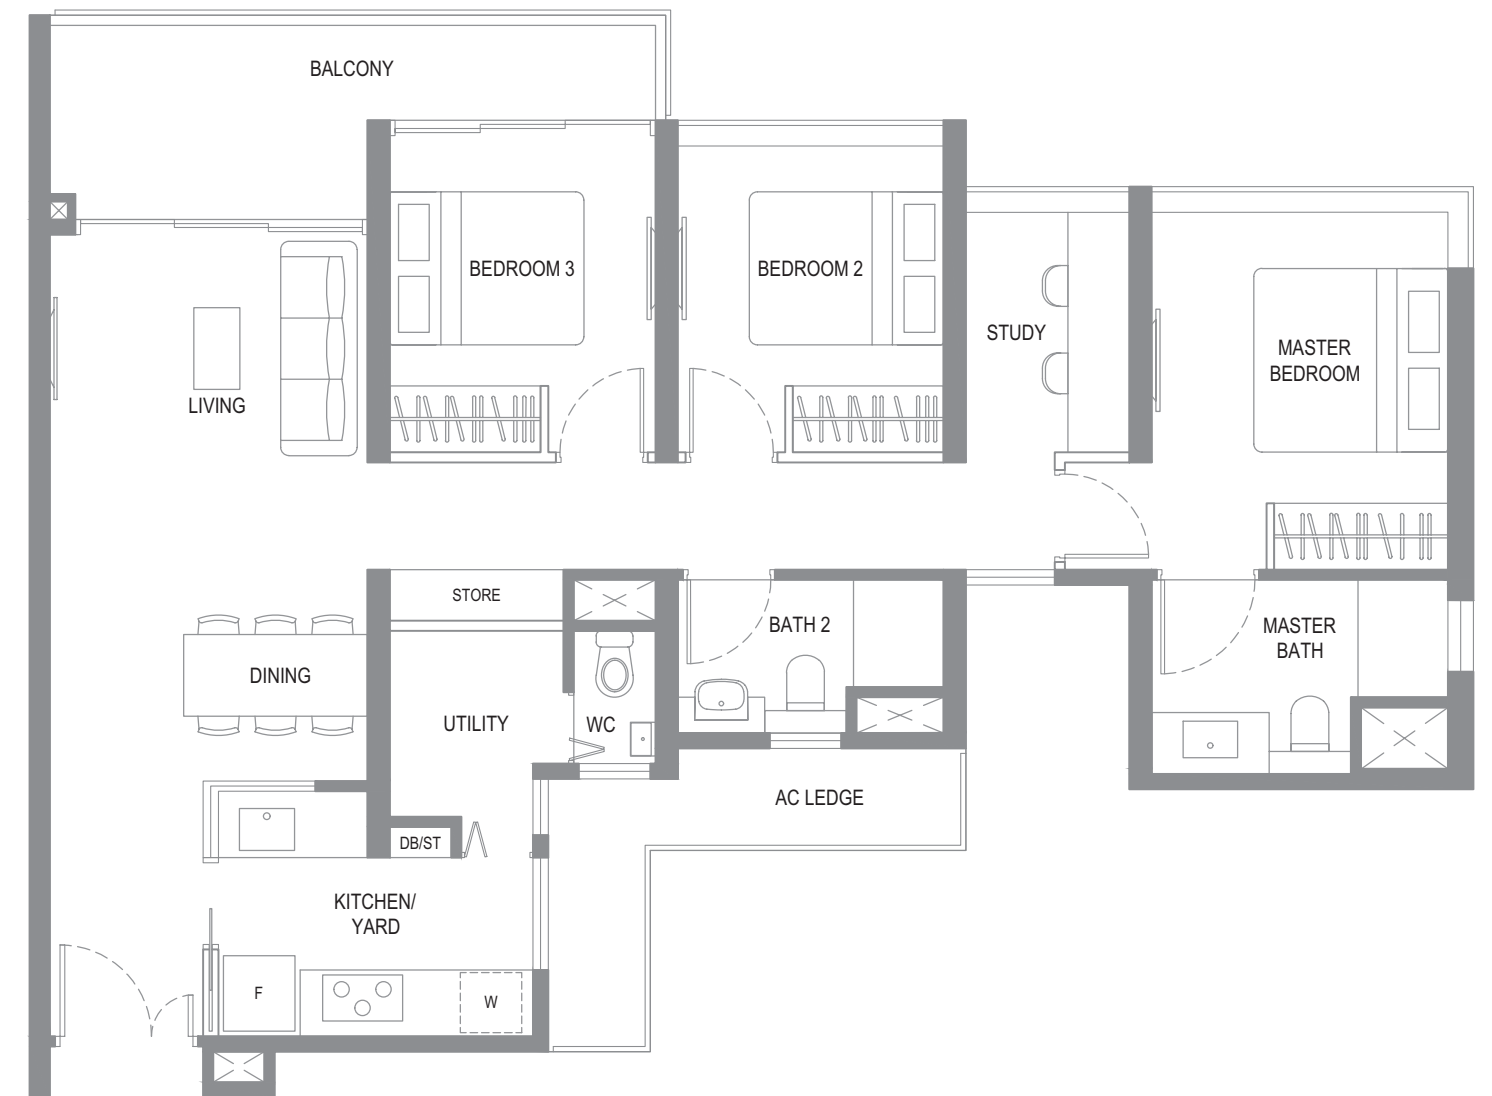 BALCONY
BEDROOM 3
BEDROOM 2
STUDY
MASTER
BEDROOM
LIVING
STORE
BATH 2
MASTER
BATH
DINING
UTILITY
WC
AC LEDGE
DB/ST
KITCHEN/
YARD
F
W